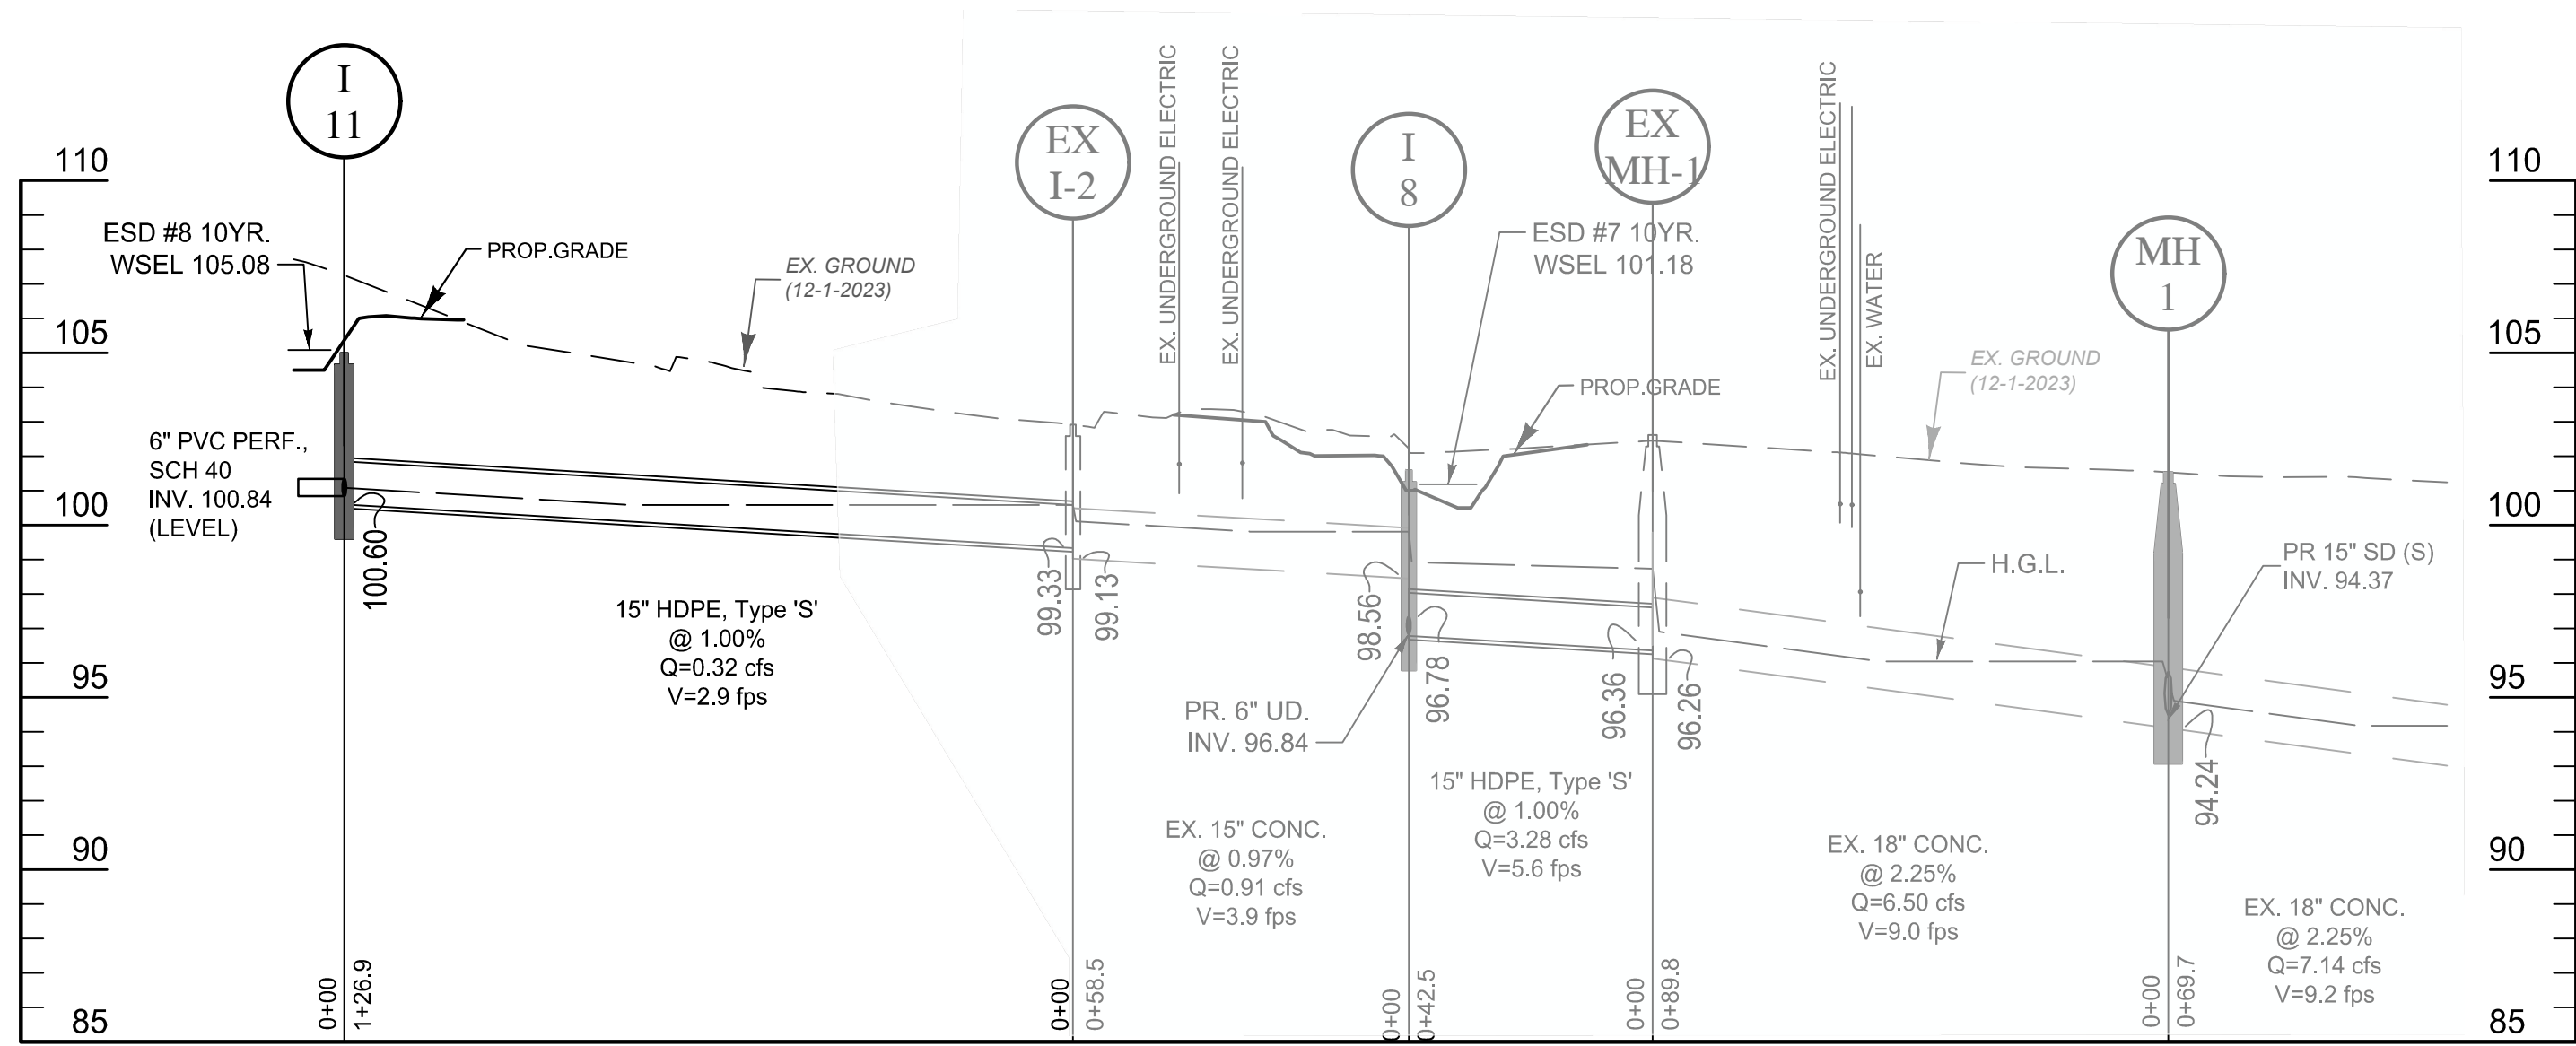 I
11
EX
I-2
I
8
EX
MH-1
MH
1
110
105
100
95
90
85
110
105
100
95
90
85
ESD #8 10YR.
WSEL 105.08
PROP.GRADE
EX. GROUND
(12-1-2023)
EX. UNDERGROUND ELECTRIC
EX. UNDERGROUND ELECTRIC
ESD #7 10YR.
WSEL 101.18
PROP.GRADE
EX. UNDERGROUND ELECTRIC
EX. WATER
EX. GROUND
(12-1-2023)
6" PVC PERF.,
SCH 40
INV. 100.84
(LEVEL)
100.60
15" HDPE, Type 'S'
@ 1.00%
Q=0.32 cfs
V=2.9 fps
99.33
99.13
98.56
96.78
PR. 6" UD.
INV. 96.84
EX. 15" CONC.
@ 0.97%
Q=0.91 cfs
V=3.9 fps
15" HDPE, Type 'S'
@ 1.00%
Q=3.28 cfs
V=5.6 fps
96.36
96.26
H.G.L.
PR 15" SD (S)
INV. 94.37
94.24
EX. 18" CONC.
@ 2.25%
Q=6.50 cfs
V=9.0 fps
EX. 18" CONC.
@ 2.25%
Q=7.14 cfs
V=9.2 fps
0+00
1+26.9
0+00
0+58.5
0+00
0+42.5
0+00
0+89.8
0+00
0+69.7